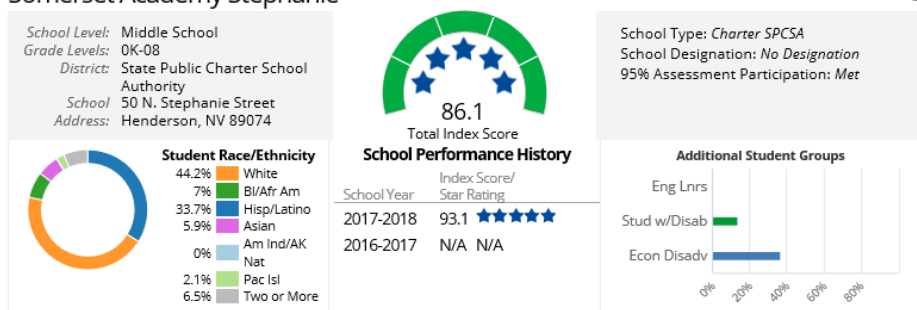 Somerset Academy Stephanie
School Level: Middle School
Grade Levels: 0K-08
District: State Public Charter School
Authority
School 50 N. Stephanie Street
Address: Henderson, NV 89074
86.1
Total Index Score
School Type: Charter SPCSA
School Designation: No Designation
95% Assessment Participation: Met
Student Race/Ethnicity
44.2% White
7% Bl/Afr Am
33.7% Hisp/Latino
5.9% Asian
0% Am Ind/AK
Nat
2.1% Pac Isl
6.5% Two or More
School Performance History
Index Score/
School Year Star Rating
2017-2018 93.1
2016-2017 N/A N/A
Additional Student Groups
Eng Lnrs
Stud w/Disab
Econ Disadv
0% 20% 40% 60% 80%